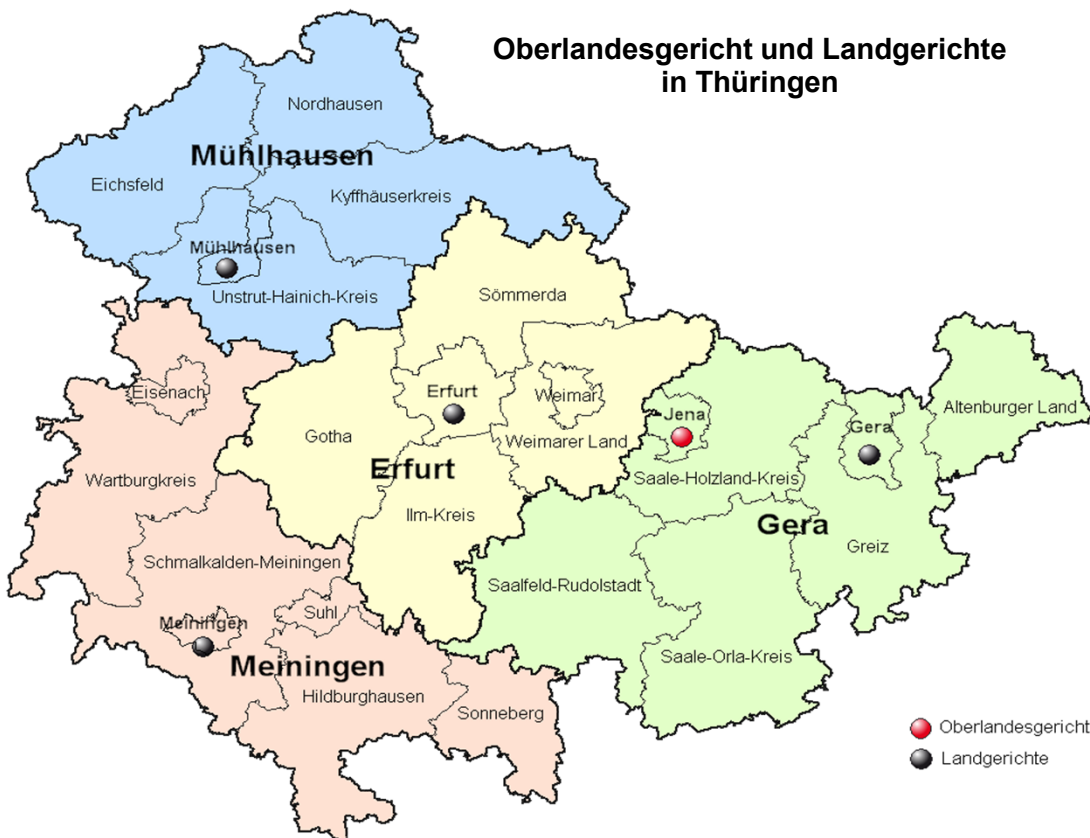 Oberlandesgericht und Landgerichte
in Thüringen
Nordhausen
Mühlhausen
Eichsfeld
Kyffhäuserkreis
Mühlhausen
Unstrut-Hainich-Kreis
Sömmerda
Eisenach
Erfurt
Weimar
Jena
Gera
Altenburger Land
Gotha
Weimarer Land
Wartburgkreis
Erfurt
Saale-Holzland-Kreis
Ilm-Kreis
Gera
Greiz
Schmalkalden-Meiningen
Saalfeld-Rudolstadt
Suhl
Meiningen
Meiningen
Saale-Orla-Kreis
Hildburghausen
Sonneberg
Oberlandesgericht
Landgerichte